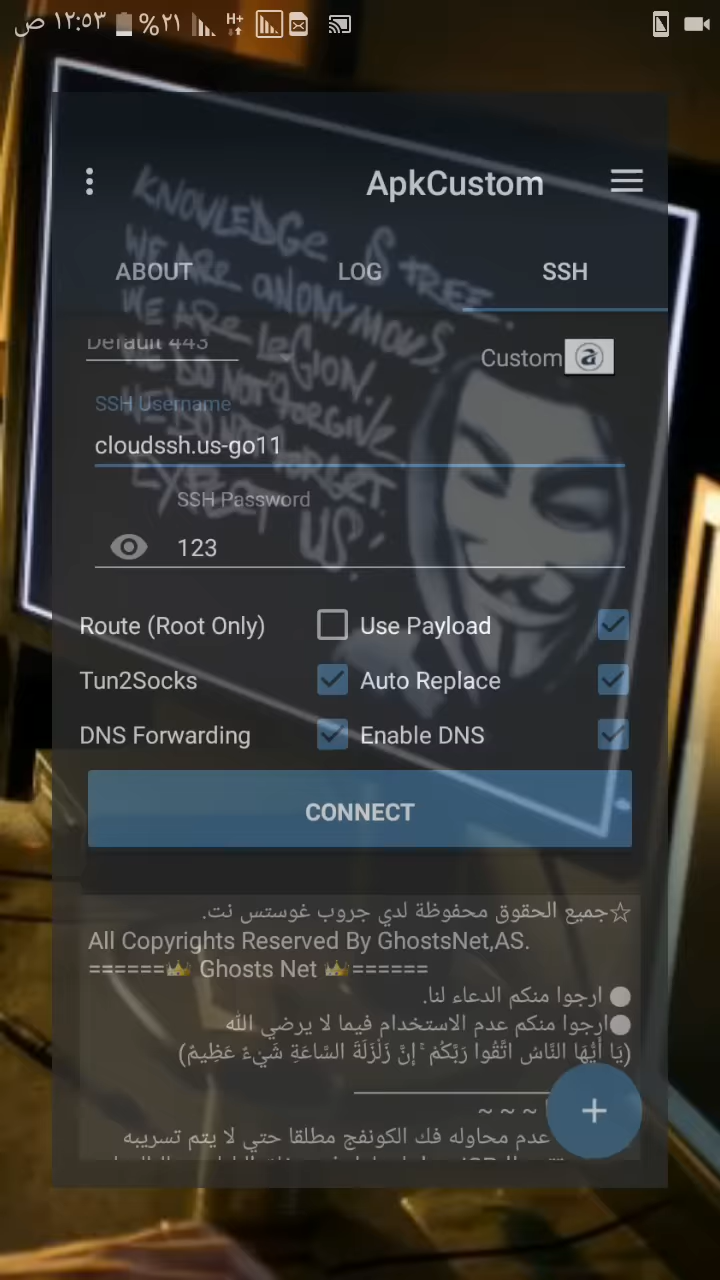 ١٢:٥٣ ص
%٢١
H+
ApkCustom
ABOUT
LOG
SSH
Default 443
Custom
SSH Username
cloudssh.us-go11
SSH Password
123
Route (Root Only)
Use Payload
Tun2Socks
Auto Replace
DNS Forwarding
Enable DNS
CONNECT
☆جميع الحقوق محفوظة لدي جروب غوستس نت.
All Copyrights Reserved By GhostsNet,AS.
======👑 Ghosts Net 👑======
● ارجوا منكم الدعاء لنا.
●ارجوا منكم عدم الاستخدام فيما لا يرضي الله
(يَا أَيُّهَا النَّاسُ اتَّقُوا رَبَّكُمْ ۚ إِنَّ زَلْزَلَةَ السَّاعَةِ شَيْءٌ عَظِيمٌ)
~ ~ ~
عدم محاوله فك الكونفج مطلقا حتي لا يتم تسريبه
KNOWLEDGE IS FREE.
WE ARE ANONYMOUS.
WE ARE LEGION.
WE DO NOT FORGIVE
WE DO NOT FORGET.
EXPECT US!